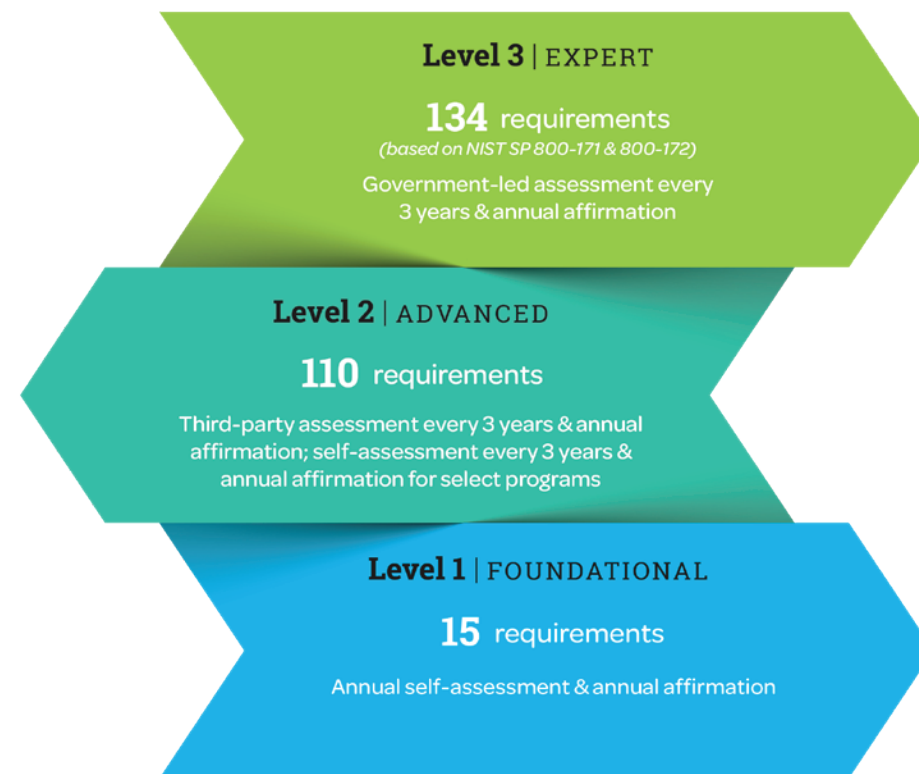 Level 3 | EXPERT
134 requirements
(based on NIST SP 800-171 & 800-172)
Government-led assessment every
3 years & annual affirmation
Level 2 | ADVANCED
110 requirements
Third-party assessment every 3 years & annual
affirmation; self-assessment every 3 years &
annual affirmation for select programs
Level 1 | FOUNDATIONAL
15 requirements
Annual self-assessment & annual affirmation